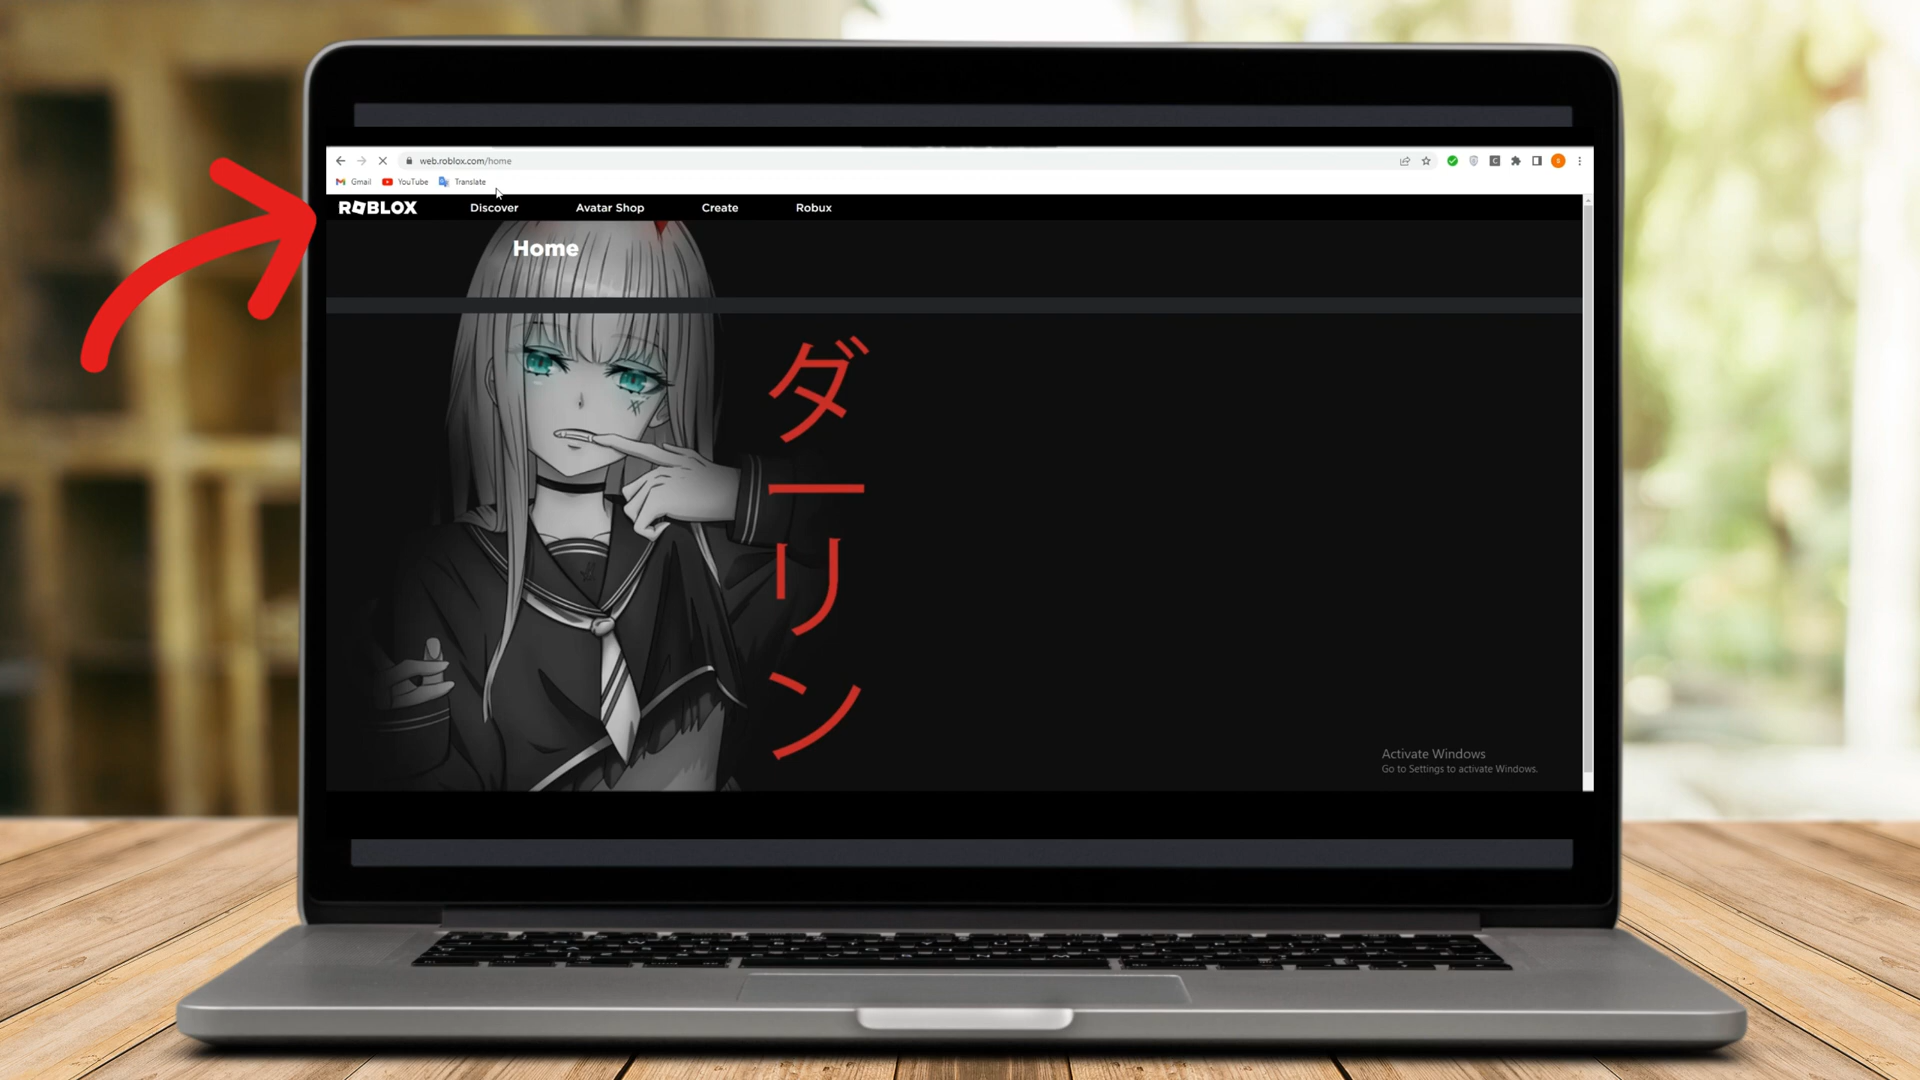 web.roblox.com/home
Gmail YouTube Translate
ROBLOX Discover Avatar Shop Create Robux
Home
ダーリン
Activate Windows
Go to Settings to activate Windows.